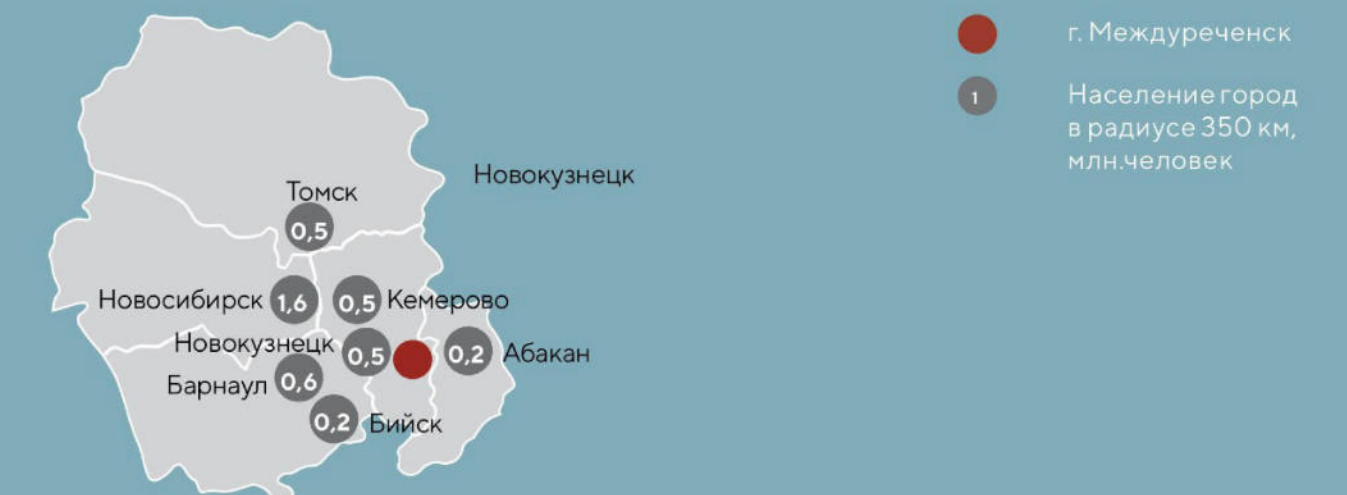 г. Междуреченск
1
Население город
в радиусе 350 км,
млн.человек
Новокузнецк
Томск
0,5
Новосибирск 1,6
0,5 Кемерово
Новокузнецк 0,5
0,2 Абакан
Барнаул 0,6
0,2 Бийск